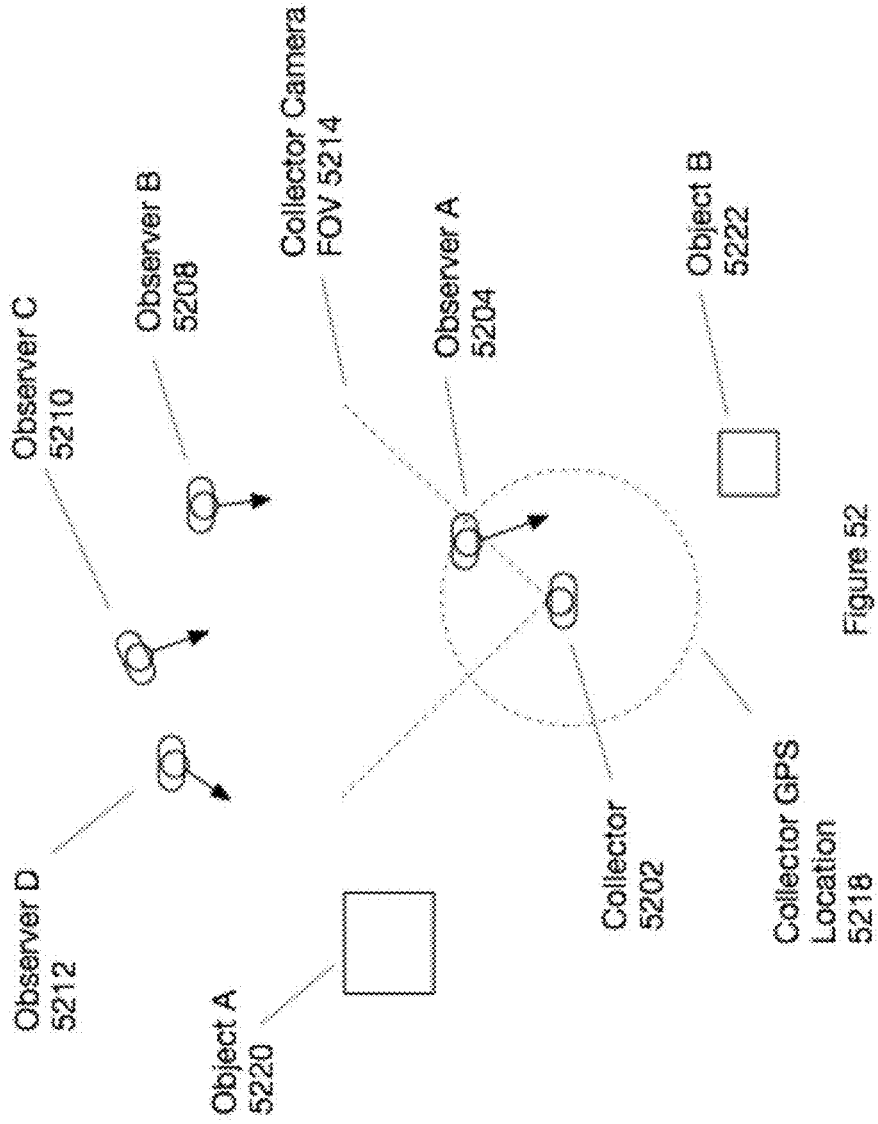 Observer D
5212
Observer C
5210
Observer B
5208
Object A
5220
Collector Camera
FOV 5214
Observer A
5204
Collector
5202
Object B
5222
Collector GPS
Location
5218
Figure 52